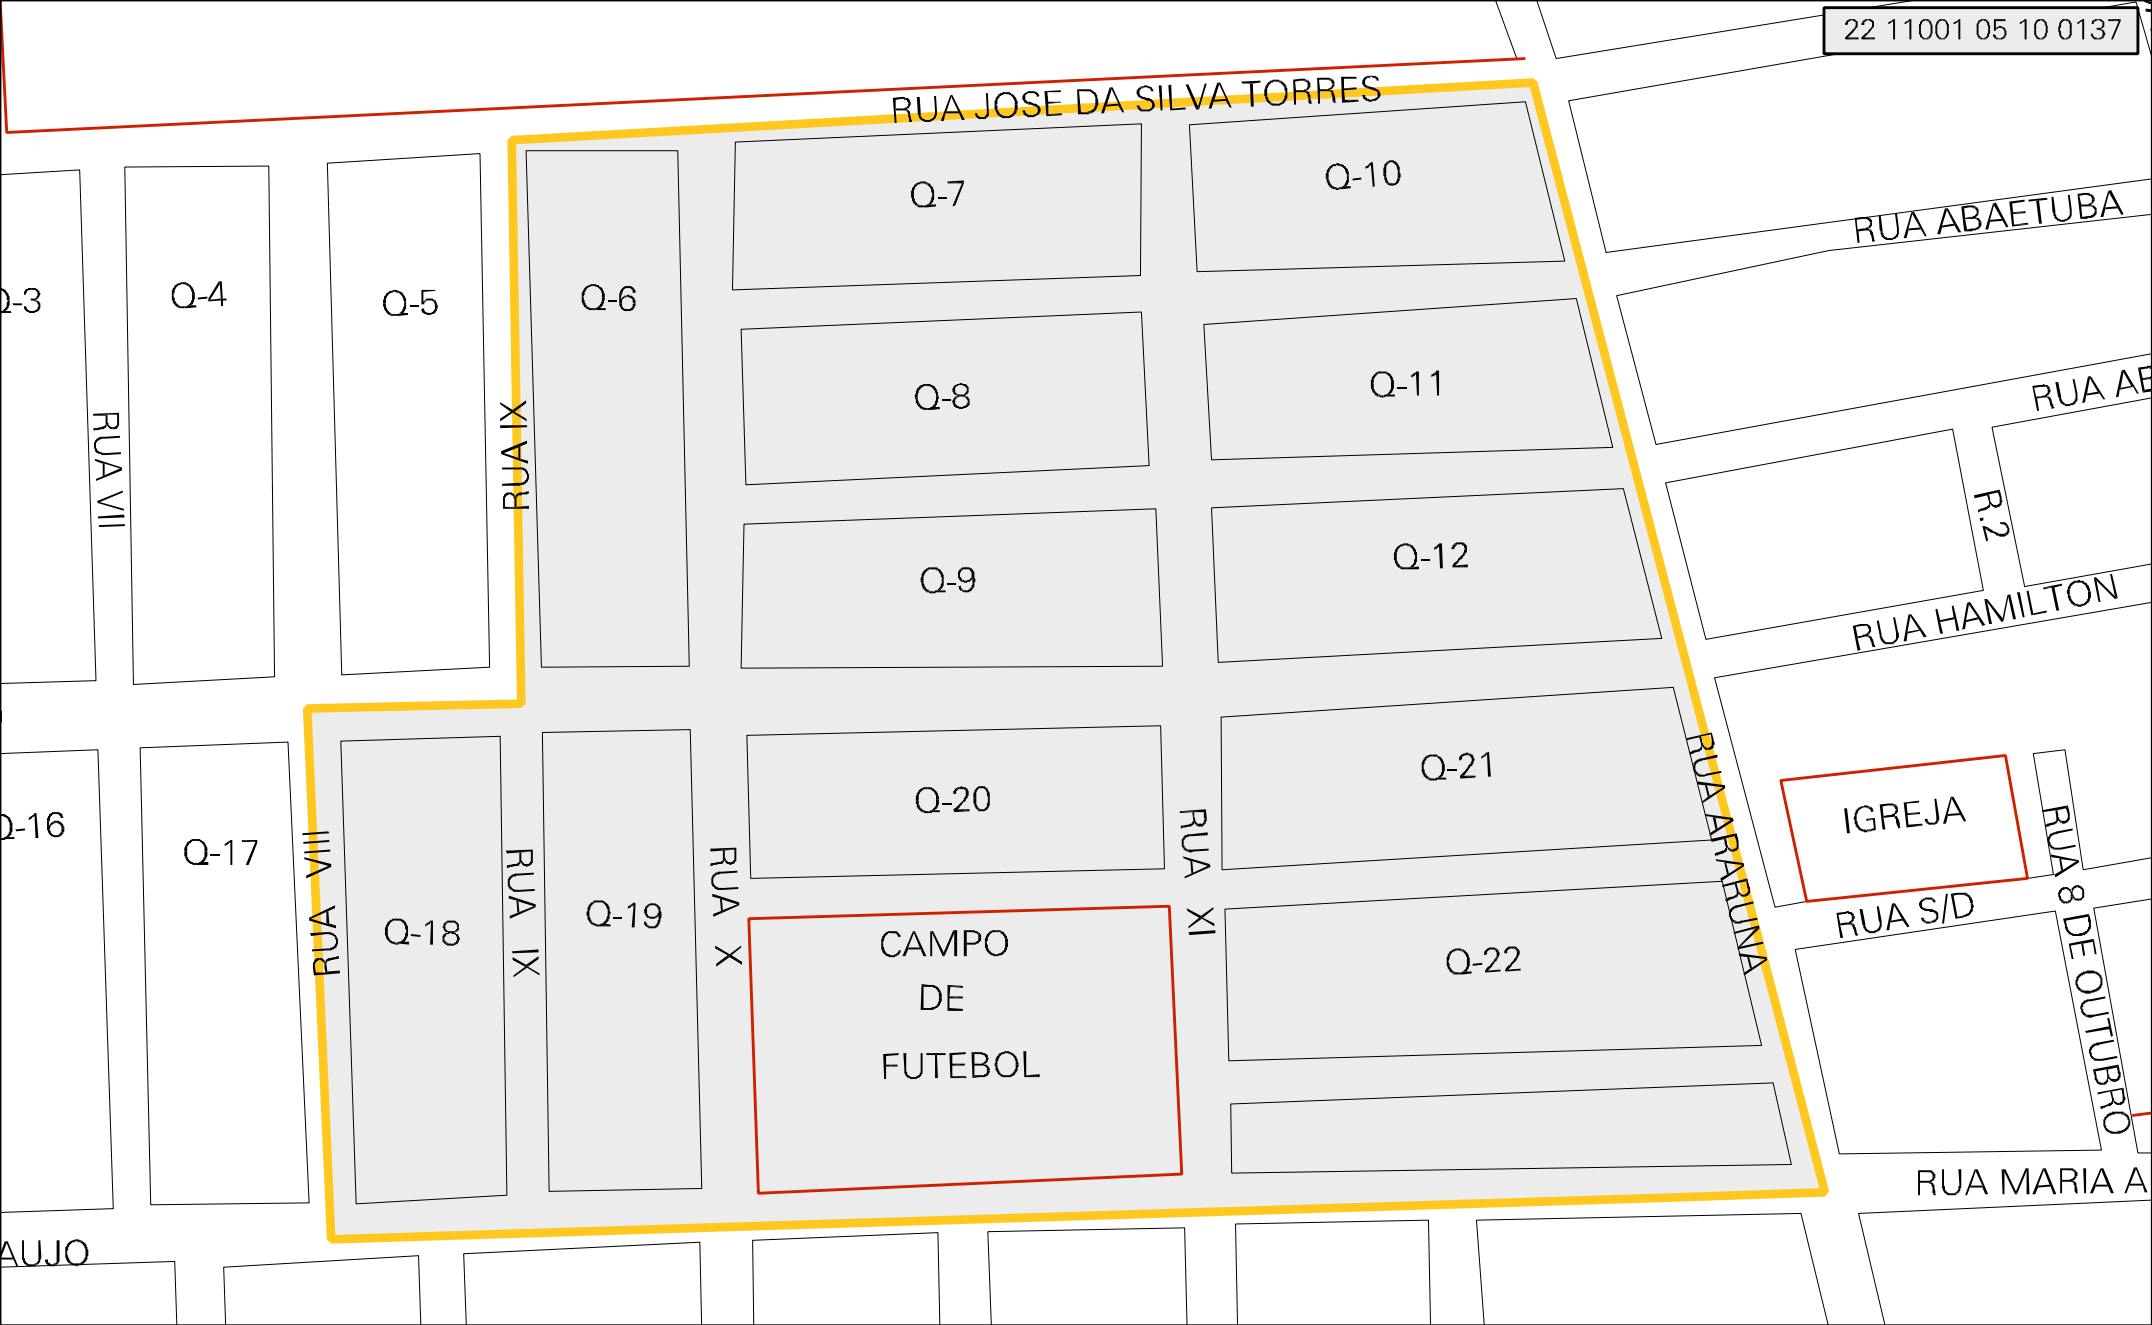 22 11001 05 10 0137
RUA JOSE DA SILVA TORRES
Q-7
Q-10
RUA ABAETUBA
Q-3
Q-4
Q-5
Q-6
Q-8
Q-11
RUA AB
RUA VII
RUA IX
R.2
Q-9
Q-12
RUA HAMILTON
Q-16
Q-17
Q-18
Q-19
Q-20
Q-21
RUA VIII
RUA IX
RUA X
RUA XI
RUA ARARUNA
IGREJA
RUA S/D
RUA 8 DE OUTUBRO
CAMPO
DE
FUTEBOL
Q-22
RUA MARIA A
AUJO